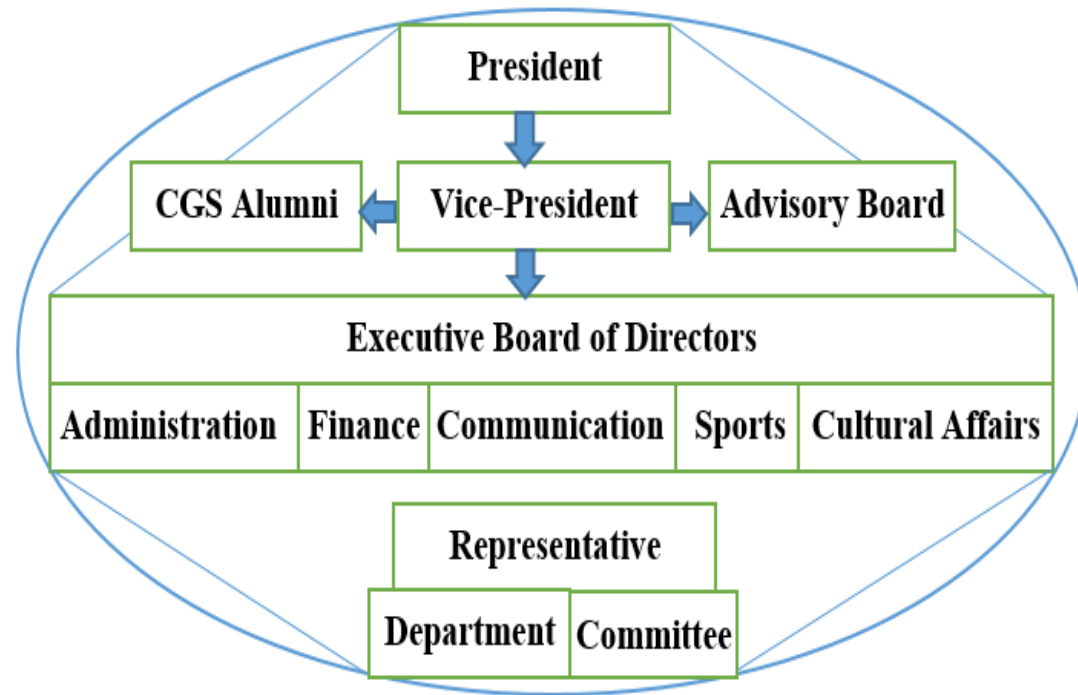 President
CGS Alumni
Vice-President
Advisory Board
Executive Board of Directors
Administration
Finance
Communication
Sports
Cultural Affairs
Representative
Department
Committee